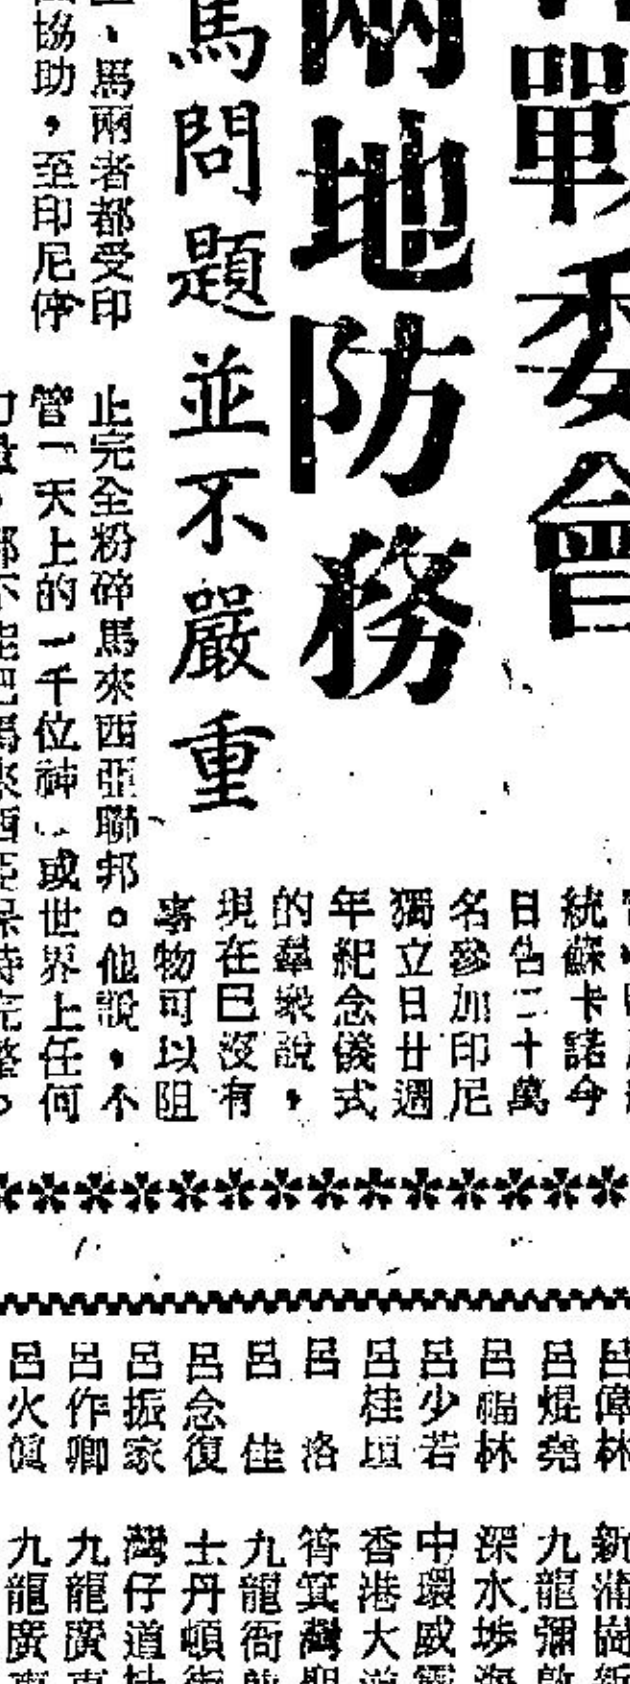 戰委會
兩地防務
馬問題並不嚴重
統蘇卡諾今
日告二十萬
名參加印尼
獨立日廿週
年紀念儀式
的羣衆說，
現在已沒有
事物可以阻
、馬兩者都受印
協助，至印尼停
止完全粉碎馬來西亞聯邦。他說，不
管「天上的一千位神」或世界上任何
呂偉林 新蒲崗新
呂焜堯 九龍彌敦
呂福林 深水埗海
呂少若 中環威靈
呂桂垣 香港大道
呂洛 筲箕灣
呂佳 九龍衙前
呂念復 士丹頓街
呂振家 灣仔道
呂作卿 九龍廣東
呂火 九龍廣東